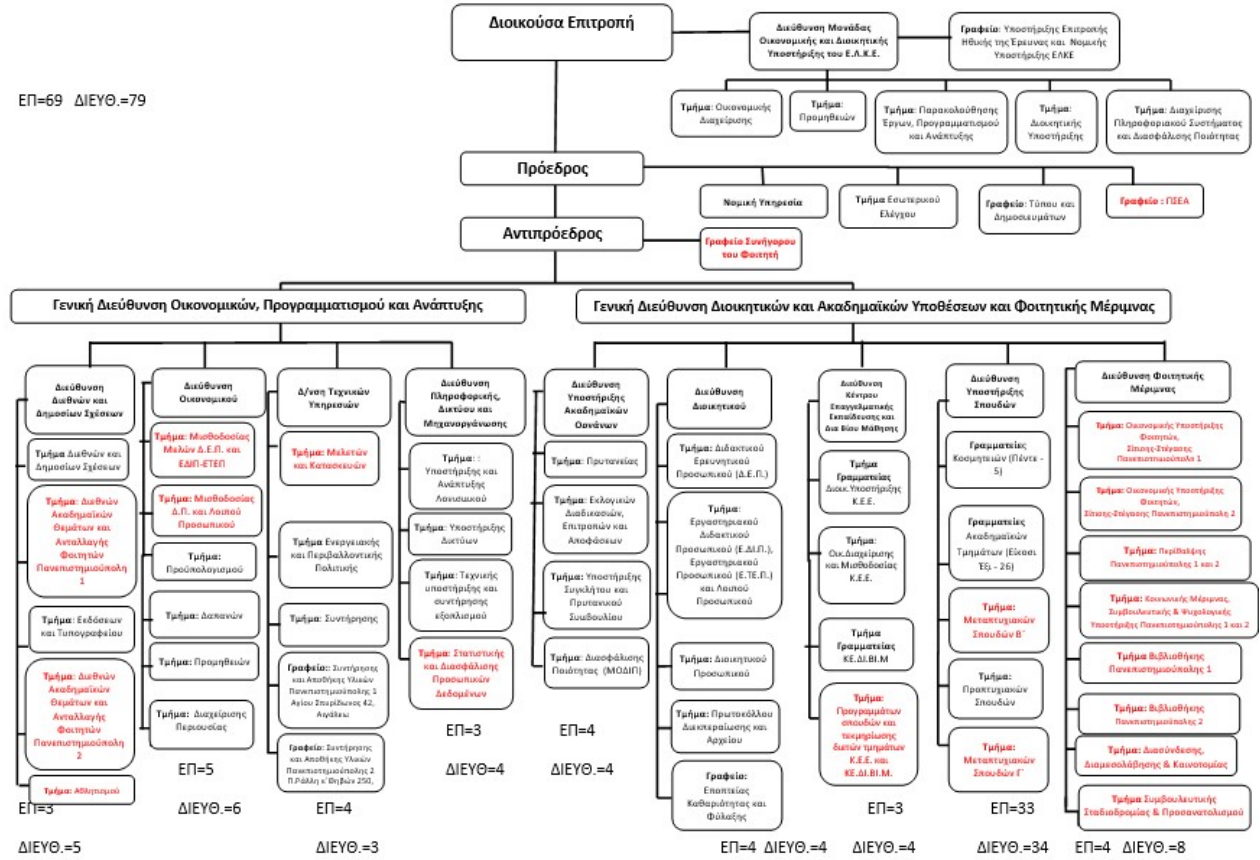 Διοικούσα Επιτροπή
Διεύθυνση Μονάδας
Οικονομικής και Διοικητικής
Υποστήριξης του Ε.Λ.Κ.Ε.
Γραφείο: Υποστήριξης Επιτροπής
Ηθικής της Έρευνας και Νομικής
Υποστήριξης ΕΛΚΕ
ΕΠ=69 ΔΙΕΥΘ.=79
Τμήμα: Οικονομικής
Διαχείρισης
Τμήμα:
Προμηθειών
Τμήμα: Παρακολούθησης
Έργων, Προγραμματισμού
και Ανάπτυξης
Τμήμα:
Διοικητικής
Υποστήριξης
Τμήμα: Διαχείρισης
Πληροφοριακού Συστήματος
και Διασφάλισης Ποιότητας
Πρόεδρος
Νομική Υπηρεσία
Τμήμα Εσωτερικού
Ελέγχου
Γραφείο: Τύπου και
Δημοσιευμάτων
Γραφείο : ΠΣΕΑ
Αντιπρόεδρος
Γραφείο Συνήγορου
του Φοιτητή
Γενική Διεύθυνση Οικονομικών, Προγραμματισμού και Ανάπτυξης
Γενική Διεύθυνση Διοικητικών και Ακαδημαϊκών Υποθέσεων και Φοιτητικής Μέριμνας
Διεύθυνση
Διεθνών και
Δημοσίων Σχέσεων
Τμήμα Διεθνών και
Δημοσίων Σχέσεων
Τμήμα: Διεθνών
Ακαδημαϊκών
Θεμάτων και
Ανταλλαγής
Φοιτητών
Πανεπιστημιούπολη
1
Τμήμα: Εκδόσεων
και Τυπογραφείου
Τμήμα: Διεθνών
Ακαδημαϊκών
Θεμάτων και
Ανταλλαγής
Φοιτητών
Πανεπιστημιούπολη
2
Τμήμα: Αθλητισμού
ΕΠ=3
ΔΙΕΥΘ.=5
Διεύθυνση
Οικονομικού
Τμήμα: Μισθοδοσίας
Μελών Δ.Ε.Π. και
ΕΔΙΠ-ΕΤΕΠ
Τμήμα: Μισθοδοσίας
Δ.Π. και Λοιπού
Προσωπικού
Τμήμα:
Προϋπολογισμού
Τμήμα: Δαπανών
Τμήμα: Προμηθειών
Τμήμα: Διαχείρισης
Περιουσίας
ΕΠ=5
ΔΙΕΥΘ.=6
Δ/νση Τεχνικών
Υπηρεσιών
Τμήμα: Μελετών
και Κατασκευών
Τμήμα Ενεργειακής
και Περιβαλλοντικής
Πολιτικής
Τμήμα: Συντήρησης
Γραφείο:: Συντήρησης
και Αποθήκης Υλικών
Πανεπιστημιούπολης 1
Αγίου Σπυρίδωνος 42,
Αιγάλεω
Γραφείο: Συντήρησης
και Αποθήκης Υλικών
Πανεπιστημιούπολης 2
Π.Ράλλη κ΄Θηβών 250,
ΕΠ=4
ΔΙΕΥΘ.=3
Διεύθυνση
Πληροφορικής,
Δικτύου και
Μηχανοργάνωσης
Τμήμα: :
Υποστήριξης και
Ανάπτυξης
Λογισμικού
Τμήμα: Υποστήριξης
Δικτύων
Τμήμα: Τεχνικής
υποστήριξης και
συντήρησης
εξοπλισμού
Τμήμα: Στατιστικής
και Διασφάλισης
Προσωπικών
Δεδομένων
ΕΠ=3
ΔΙΕΥΘ=4
Διεύθυνση
Υποστήριξης
Ακαδημαϊκών
Οργάνων
Τμήμα: Πρυτανείας
Τμήμα: Εκλογικών
Διαδικασιών,
Επιτροπών και
Αποφάσεων
Τμήμα: Υποστήριξης
Συγκλήτου και
Πρυτανικού
Συμβουλίου
Τμήμα: Διασφάλισης
Ποιότητας (ΜΟΔΙΠ)
ΕΠ=4
ΔΙΕΥΘ.=4
Διεύθυνση
Διοικητικού
Τμήμα: Διδακτικού
Ερευνητικού
Προσωπικού (Δ.Ε.Π.)
Τμήμα:
Εργαστηριακού
Διδακτικού
Προσωπικού (Ε.ΔΙ.Π.),
Εργαστηριακού
Προσωπικού (Ε.ΤΕ.Π.)
και Λοιπού
Προσωπικού
Τμήμα: Διοικητικού
Προσωπικού
Τμήμα: Πρωτοκόλλου
Διεκπεραίωσης και
Αρχείου
Γραφείο:
Εποπτείας
Καθαριότητας και
Φύλαξης
ΕΠ=4 ΔΙΕΥΘ.=4
Διεύθυνση
Κέντρου
Επαγγελματικής
Εκπαίδευσης και
Δια Βίου Μάθησης
Τμήμα
Γραμματείας
Διοικ.Υποστήριξης
Κ.Ε.Ε.
Τμήμα:
Οικ.Διαχείρισης
και Μισθοδοσίας
Κ.Ε.Ε.
Τμήμα
Γραμματείας
ΚΕ.ΔΙ.ΒΙ.Μ
Τμήμα:
Προγραμμάτων
σπουδών και
τεκμηρίωσης
διετών τμημάτων
Κ.Ε.Ε. και
ΚΕ.ΔΙ.ΒΙ.Μ.
ΕΠ=3
ΔΙΕΥΘ.=4
Διεύθυνση
Υποστήριξης
Σπουδών
Γραμματείες
Κοσμητειών (Πέντε -
5)
Γραμματείες
Ακαδημαϊκών
Τμημάτων (Είκοσι
Έξι - 26)
Τμήμα:
Μεταπτυχιακών
Σπουδών Β΄
Τμήμα:
Προπτυχιακών
Σπουδών
Τμήμα:
Μεταπτυχιακών
Σπουδών Γ΄
ΕΠ=33
ΔΙΕΥΘ.=34
Διεύθυνση Φοιτητικής
Μέριμνας
Τμήμα: Οικονομικής Υποστήριξης
Φοιτητών,
Σίτισης-Στέγασης
Πανεπιστημιούπολη 1
Τμήμα: Οικονομικής Υποστήριξης
Φοιτητών,
Σίτισης-Στέγασης Πανεπιστημιούπολη 2
Τμήμα: Περίθαλψης
Πανεπιστημιούπολης 1 και 2
Τμήμα: Κοινωνικής Μέριμνας,
Συμβουλευτικής & Ψυχολογικής
Υποστήριξης Πανεπιστημιούπολης 1 και 2
Τμήμα Βιβλιοθήκης
Πανεπιστημιούπολης 1
Τμήμα: Βιβλιοθήκης
Πανεπιστημιούπολης 2
Τμήμα: Διασύνδεσης,
Διαμεσολάβησης & Καινοτομίας
Τμήμα Συμβουλευτικής
Σταδιοδρομίας & Προσανατολισμού
ΕΠ=4 ΔΙΕΥΘ.=8